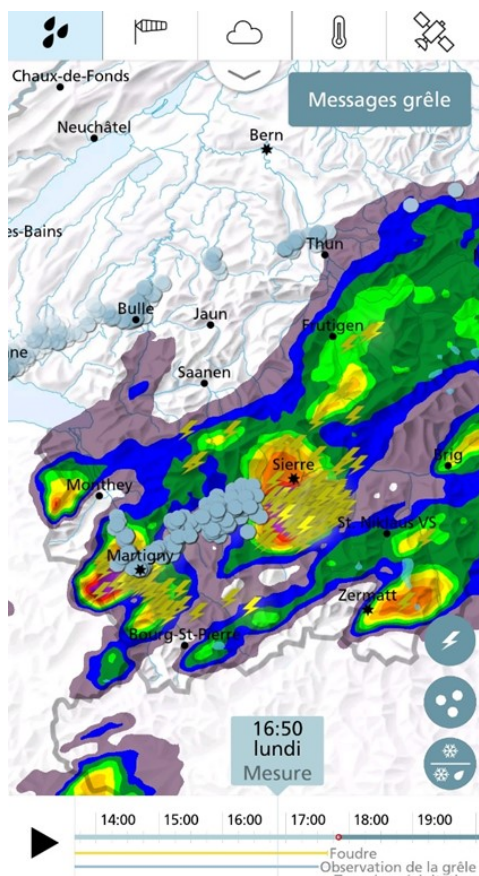 Chaux-de-Fonds
Messages grêle
Neuchâtel
Bern
es-Bains
Thun
Bulle
Jaun
Frutigen
ne
Saanen
Sierre
Brig
Monthey
St. Niklaus VS
Martigny
Zermatt
Bourg-St-Pierre
16:50
lundi
Mesure
14:00 15:00 16:00 17:00 18:00 19:00
Foudre
Observation de la grêle